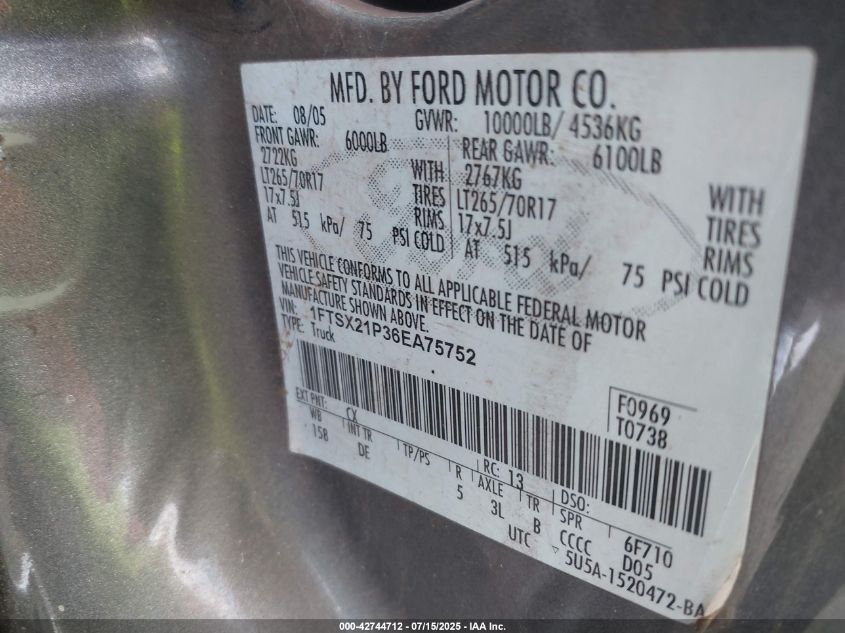 MFD. BY FORD MOTOR CO.
DATE: 08/05 GVWR: 10000LB/ 4536KG
FRONT GAWR: 6000LB REAR GAWR: 6100LB
2722KG WITH 2767KG WITH
LT265/70R17 TIRES LT265/70R17 TIRES
17x7.5J RIMS 17x7.5J RIMS
AT 515 kPa/ 75 PSI COLD AT 515 kPa/ 75 PSI COLD
THIS VEHICLE CONFORMS TO ALL APPLICABLE FEDERAL MOTOR
VEHICLE SAFETY STANDARDS IN EFFECT ON THE DATE OF
MANUFACTURE SHOWN ABOVE.
VIN: 1FTSX21P36EA75752
TYPE: Truck
F0969
T0738
EXT PNT: CX RC: 13 DSO:
WB INT TR TP/PS R AXLE TR SPR 6F710
158 DE 5 3L B CCCC D05
UTC ▽ 5U5A-1520472-BA
000-42744712 - 07/15/2025 - IAA Inc.